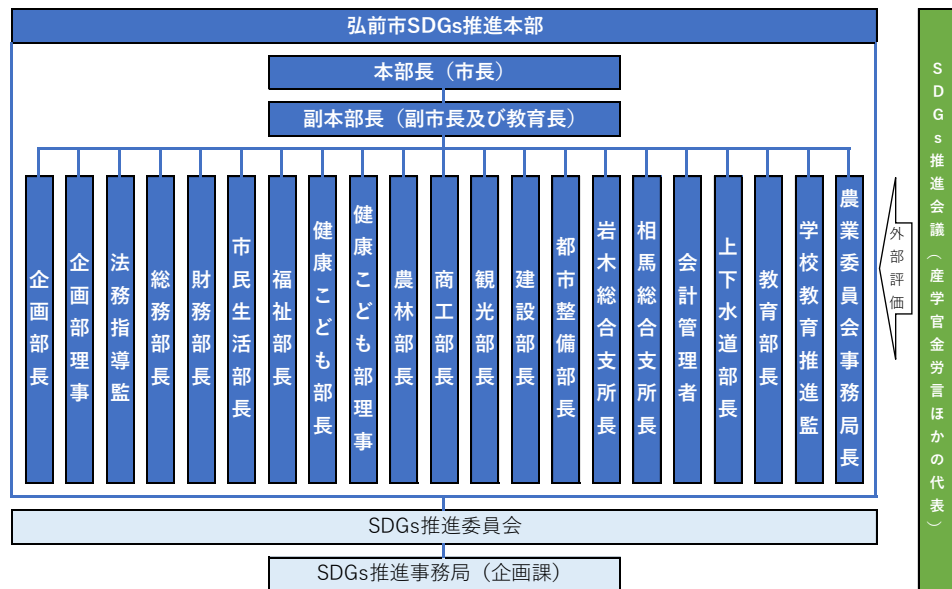 弘前市SDGs推進本部
本部長（市長）
副本部長（副市長及び教育長）
企画部長
企画部理事
法務指導監
総務部長
財務部長
市民生活部長
福祉部長
健康こども部長
健康こども部理事
農林部長
商工部長
観光部長
建設部長
都市整備部長
岩木総合支所長
相馬総合支所長
会計管理者
上下水道部長
教育部長
学校教育推進監
農業委員会事務局長
外部評価
SDGs推進会議（産学官金労言ほかの代表）
SDGs推進委員会
SDGs推進事務局（企画課）